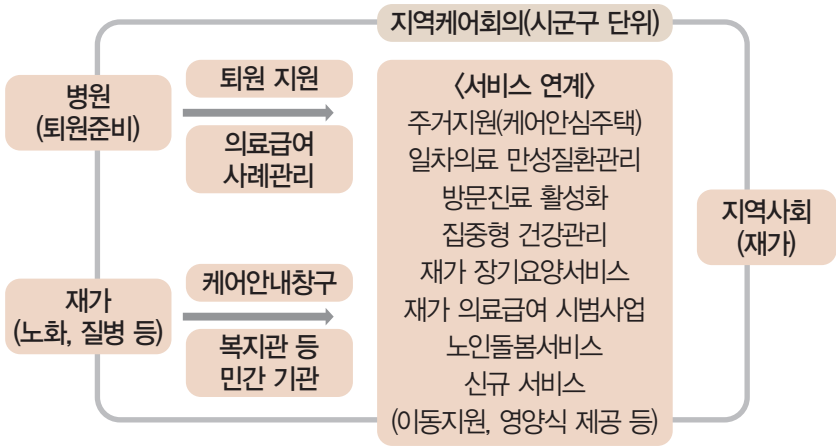 지역케어회의(시군구 단위)
병원
(퇴원준비)
퇴원 지원
의료급여
사례관리
재가
(노화, 질병 등)
케어안내창구
복지관 등
민간 기관
〈서비스 연계〉
주거지원(케어안심주택)
일차의료 만성질환관리
방문진료 활성화
집중형 건강관리
재가 장기요양서비스
재가 의료급여 시범사업
노인돌봄서비스
신규 서비스
(이동지원, 영양식 제공 등)
지역사회
(재가)